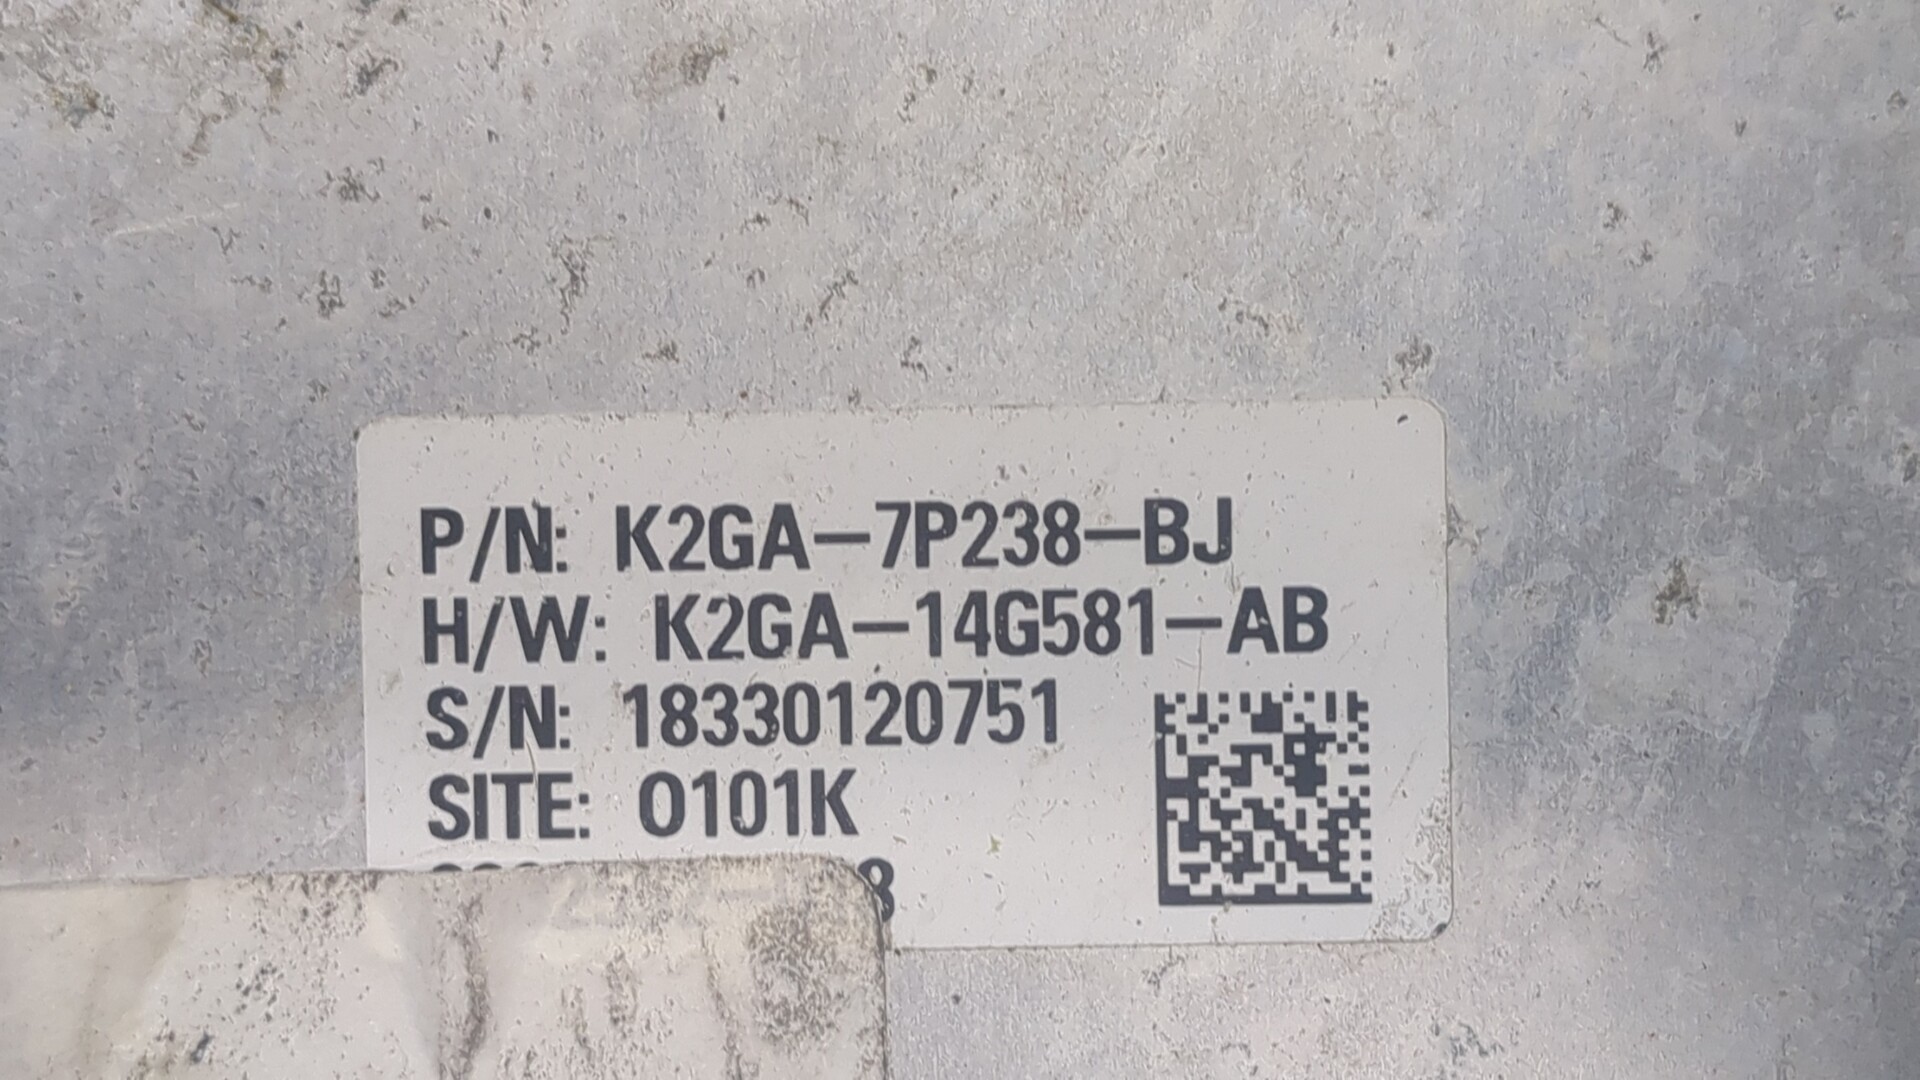 P/N: K2GA-7P238-BJ
H/W: K2GA-14G581-AB
S/N: 18330120751
SITE: 0101K